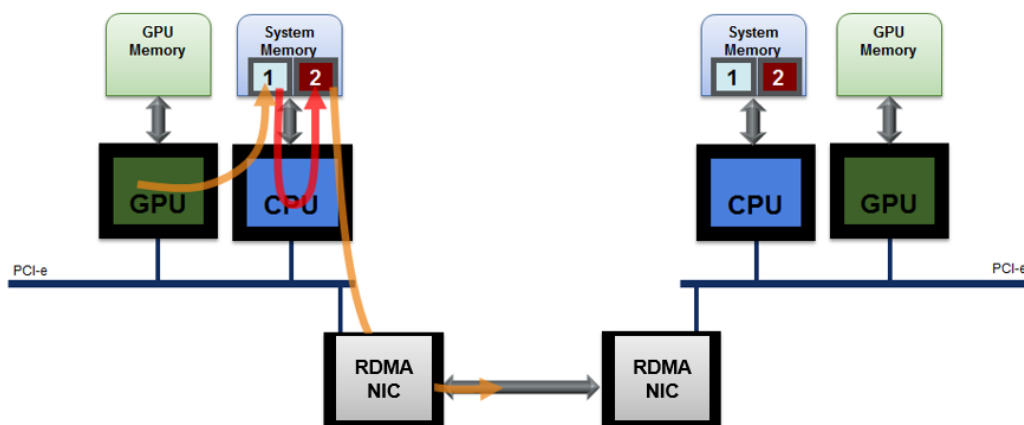 GPU
Memory
System
Memory
1 2
GPU
CPU
PCI-e
RDMA
NIC
System
Memory
1 2
GPU
Memory
CPU
GPU
PCI-e
RDMA
NIC